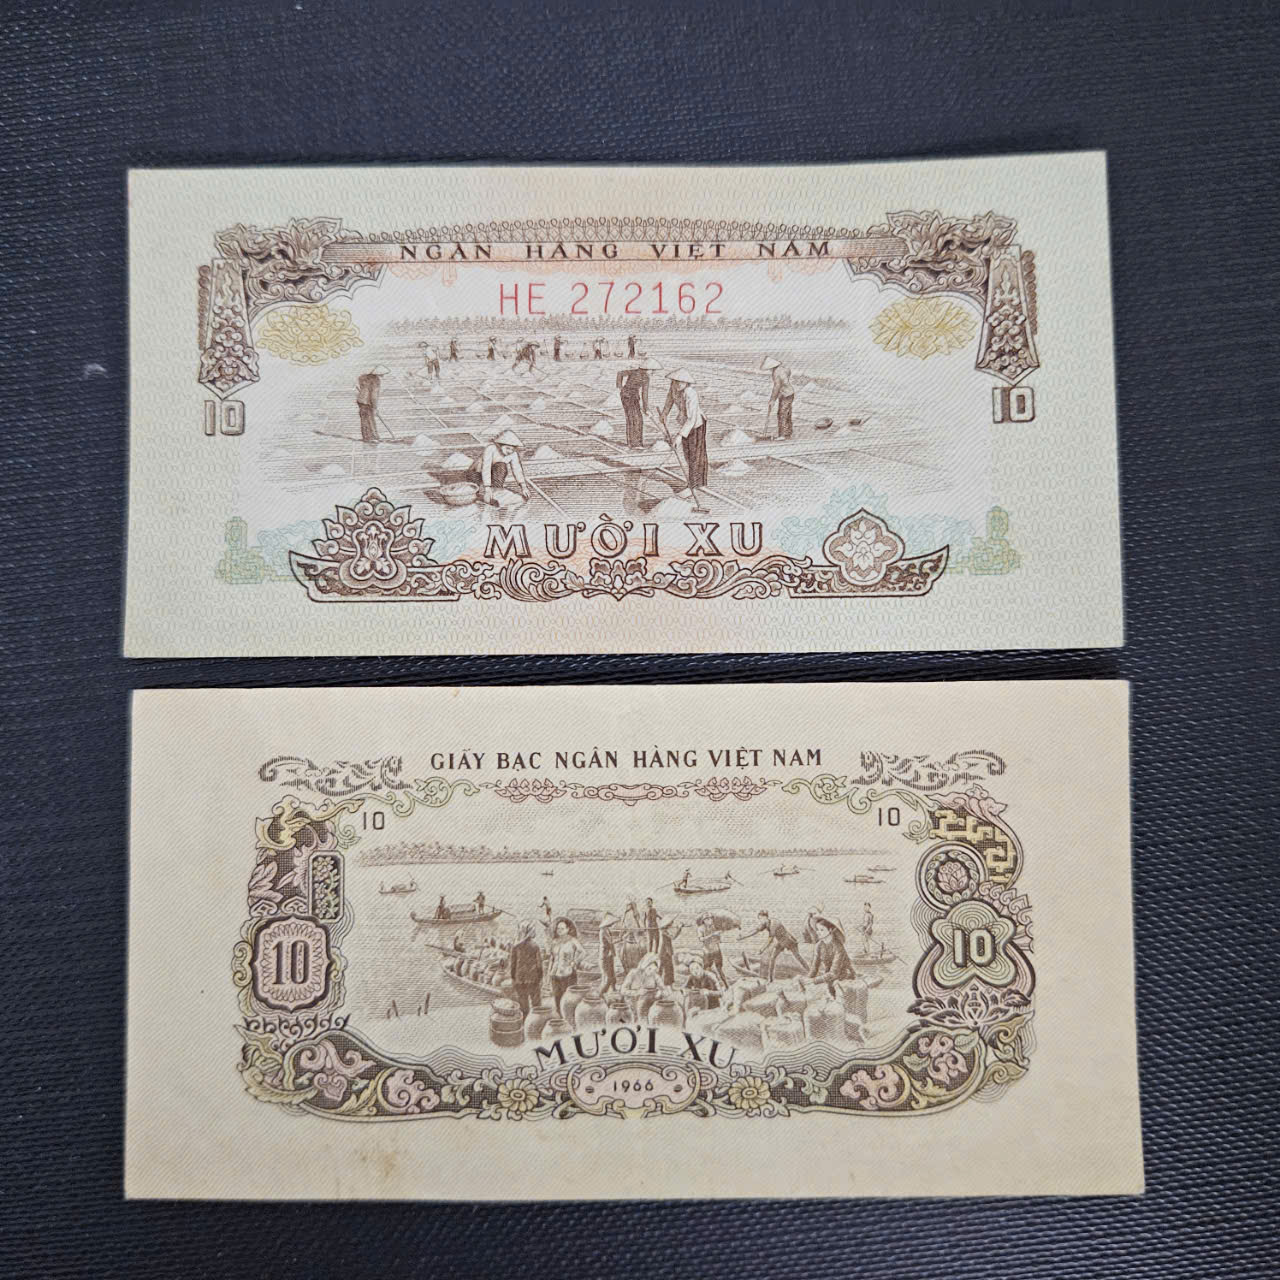 NGÂN HÀNG VIỆT NAM
HE 272162
10 10
MƯỜI XU
GIẤY BẠC NGÂN HÀNG VIỆT NAM
10 10
10 10
MƯỜI XU
1966